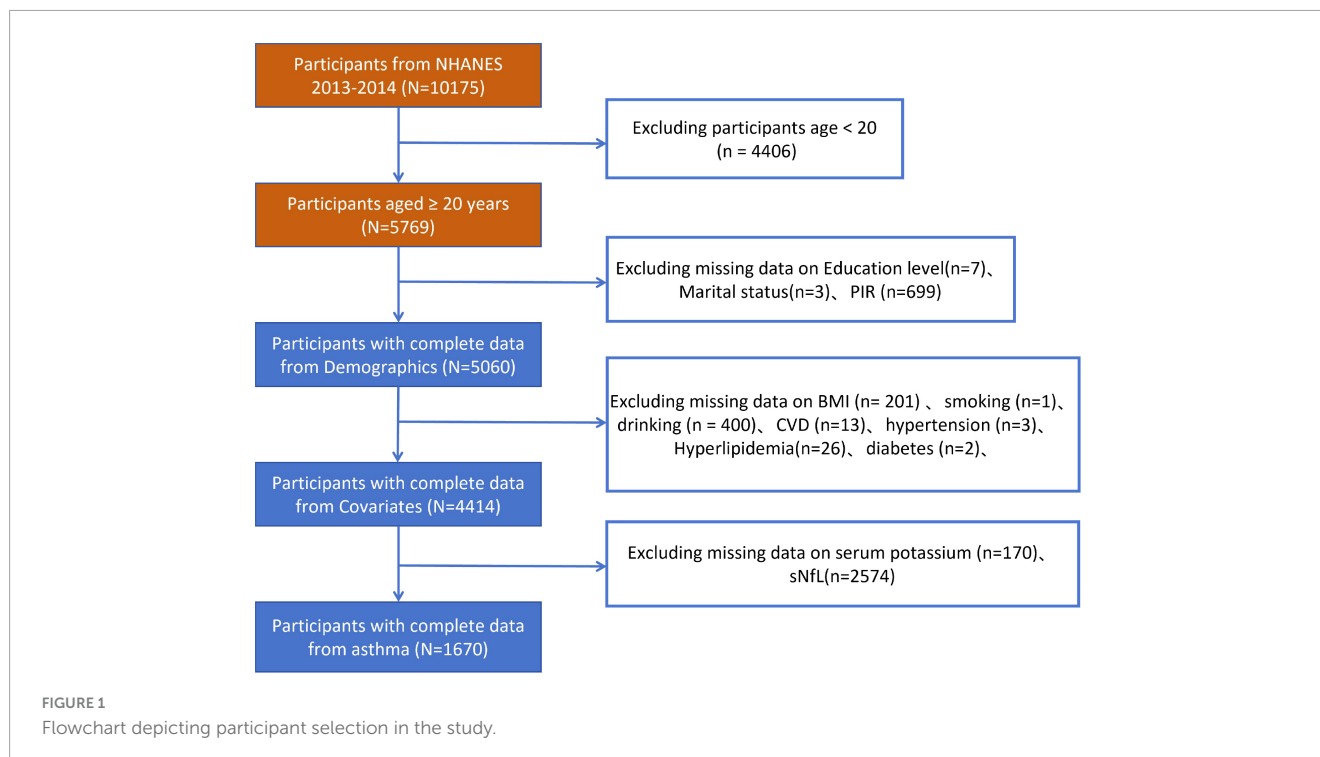 Participants from NHANES
2013-2014 (N=10175)
Excluding participants age < 20
(n = 4406)
Participants aged ≥ 20 years
(N=5769)
Excluding missing data on Education level(n=7)、
Marital status(n=3)、 PIR (n=699)
Participants with complete data
from Demographics (N=5060)
Excluding missing data on BMI (n= 201) 、 smoking (n=1)、
drinking (n = 400)、 CVD (n=13)、 hypertension (n=3)、
Hyperlipidemia(n=26)、 diabetes (n=2)、
Participants with complete data
from Covariates (N=4414)
Excluding missing data on serum potassium (n=170)、
sNfL(n=2574)
Participants with complete data
from asthma (N=1670)
FIGURE 1
Flowchart depicting participant selection in the study.